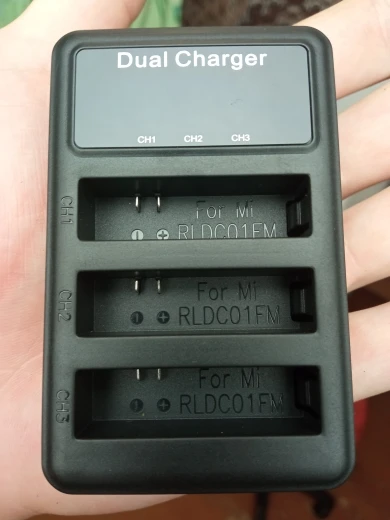 Dual Charger
CH1 CH2 CH3
CH1
For Mi
RLDC01FM
CH2
For Mi
RLDC01FM
CH3
For Mi
RLDC01FM